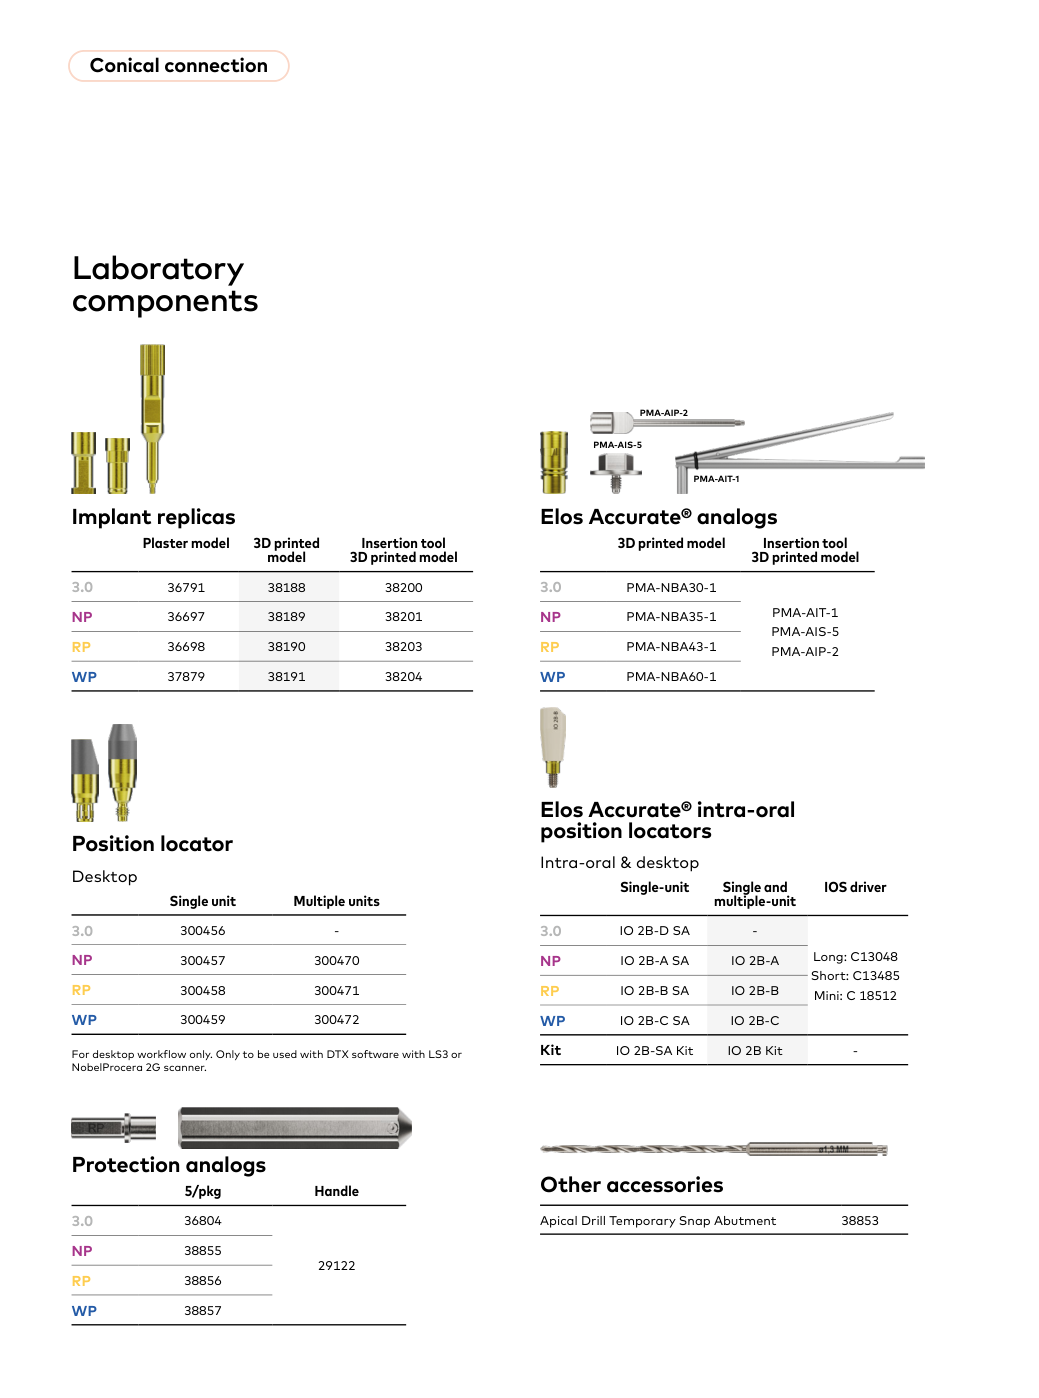 Conical connection
Laboratory
components
Implant replicas
Plaster model 3D printed model Insertion tool 3D printed model
3.0 36791 38188 38200
NP 36697 38189 38201
RP 36698 38190 38203
WP 37879 38191 38204
PMA-AIP-2
PMA-AIS-5
PMA-AIT-1
Elos Accurate® analogs
3D printed model Insertion tool 3D printed model
3.0 PMA-NBA30-1
NP PMA-NBA35-1
RP PMA-NBA43-1
WP PMA-NBA60-1
PMA-AIT-1
PMA-AIS-5
PMA-AIP-2
Position locator
Desktop
Single unit Multiple units
3.0 300456 -
NP 300457 300470
RP 300458 300471
WP 300459 300472
For desktop workflow only. Only to be used with DTX software with LS3 or
NobelProcera 2G scanner.
IO 2B-B
Elos Accurate® intra-oral
position locators
Intra-oral & desktop
Single-unit Single and multiple-unit IOS driver
3.0 IO 2B-D SA -
NP IO 2B-A SA IO 2B-A
RP IO 2B-B SA IO 2B-B
WP IO 2B-C SA IO 2B-C
Long: C13048
Short: C13485
Mini: C 18512
Kit IO 2B-SA Kit IO 2B Kit -
RP
Protection analogs
5/pkg Handle
3.0 36804
NP 38855
RP 38856
WP 38857
29122
ø1,3 MM
Other accessories
Apical Drill Temporary Snap Abutment 38853